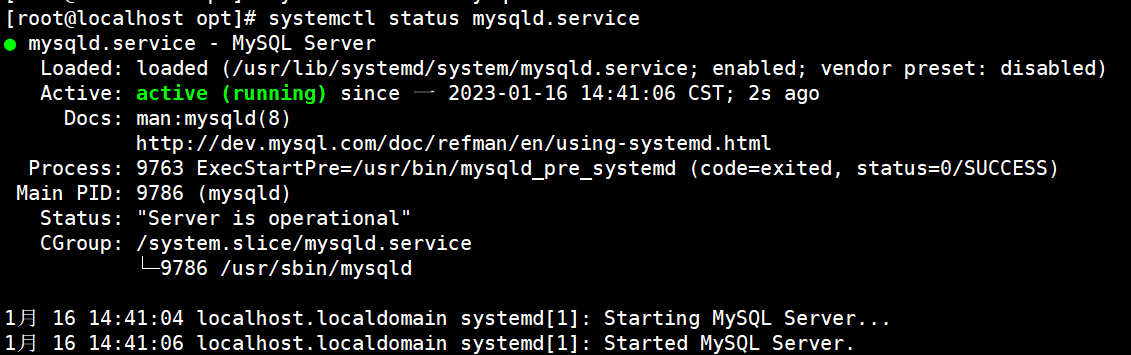 [root@localhost opt]# systemctl status mysqld.service
● mysqld.service - MySQL Server
Loaded: loaded (/usr/lib/systemd/system/mysqld.service; enabled; vendor preset: disabled)
Active: active (running) since 一 2023-01-16 14:41:06 CST; 2s ago
Docs: man:mysqld(8)
http://dev.mysql.com/doc/refman/en/using-systemd.html
Process: 9763 ExecStartPre=/usr/bin/mysqld_pre_systemd (code=exited, status=0/SUCCESS)
Main PID: 9786 (mysqld)
Status: "Server is operational"
CGroup: /system.slice/mysqld.service
└─9786 /usr/sbin/mysqld
1月 16 14:41:04 localhost.localdomain systemd[1]: Starting MySQL Server...
1月 16 14:41:06 localhost.localdomain systemd[1]: Started MySQL Server.